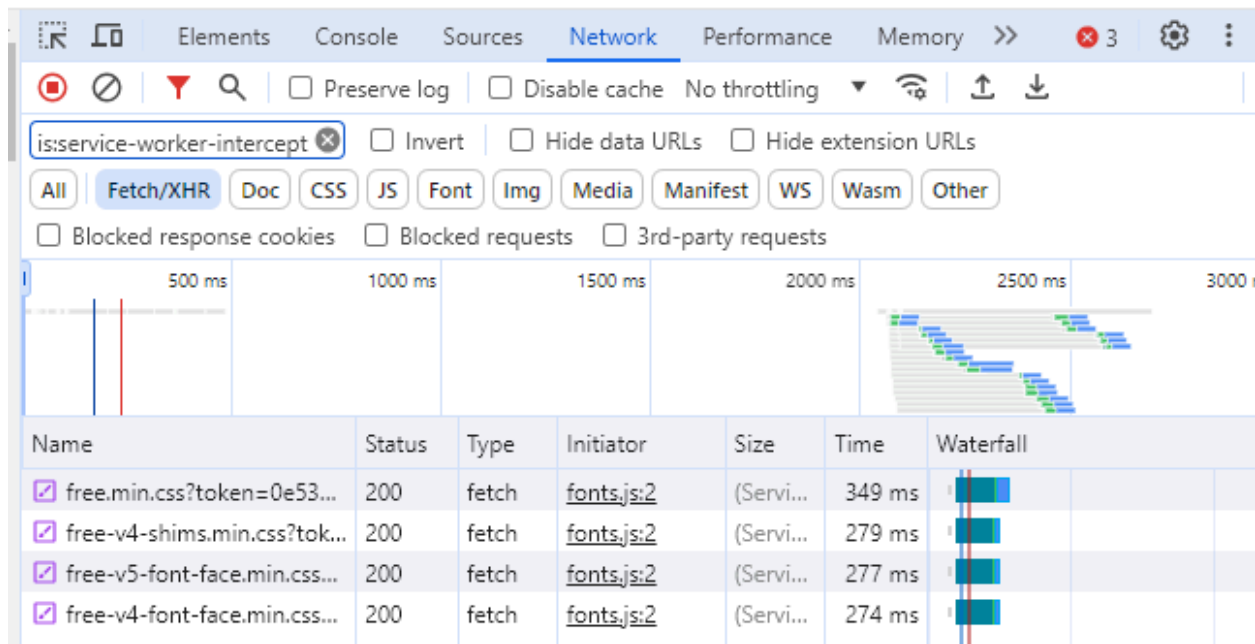 Elements Console Sources Network Performance Memory 3
Preserve log Disable cache No throttling
is:service-worker-intercept Invert Hide data URLs Hide extension URLs
All Fetch/XHR Doc CSS JS Font Img Media Manifest WS Wasm Other
Blocked response cookies Blocked requests 3rd-party requests
500 ms 1000 ms 1500 ms 2000 ms 2500 ms 3000
Name Status Type Initiator Size Time Waterfall
free.min.css?token=0e53... 200 fetch fonts.js:2 (Servi... 349 ms
free-v4-shims.min.css?tok... 200 fetch fonts.js:2 (Servi... 279 ms
free-v5-font-face.min.css... 200 fetch fonts.js:2 (Servi... 277 ms
free-v4-font-face.min.css... 200 fetch fonts.js:2 (Servi... 274 ms